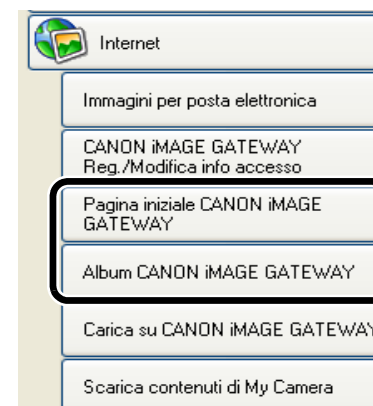 Internet
Immagini per posta elettronica
CANON iMAGE GATEWAY
Reg./Modifica info accesso
Pagina iniziale CANON iMAGE
GATEWAY
Album CANON iMAGE GATEWAY
Carica su CANON iMAGE GATEWAY
Scarica contenuti di My Camera